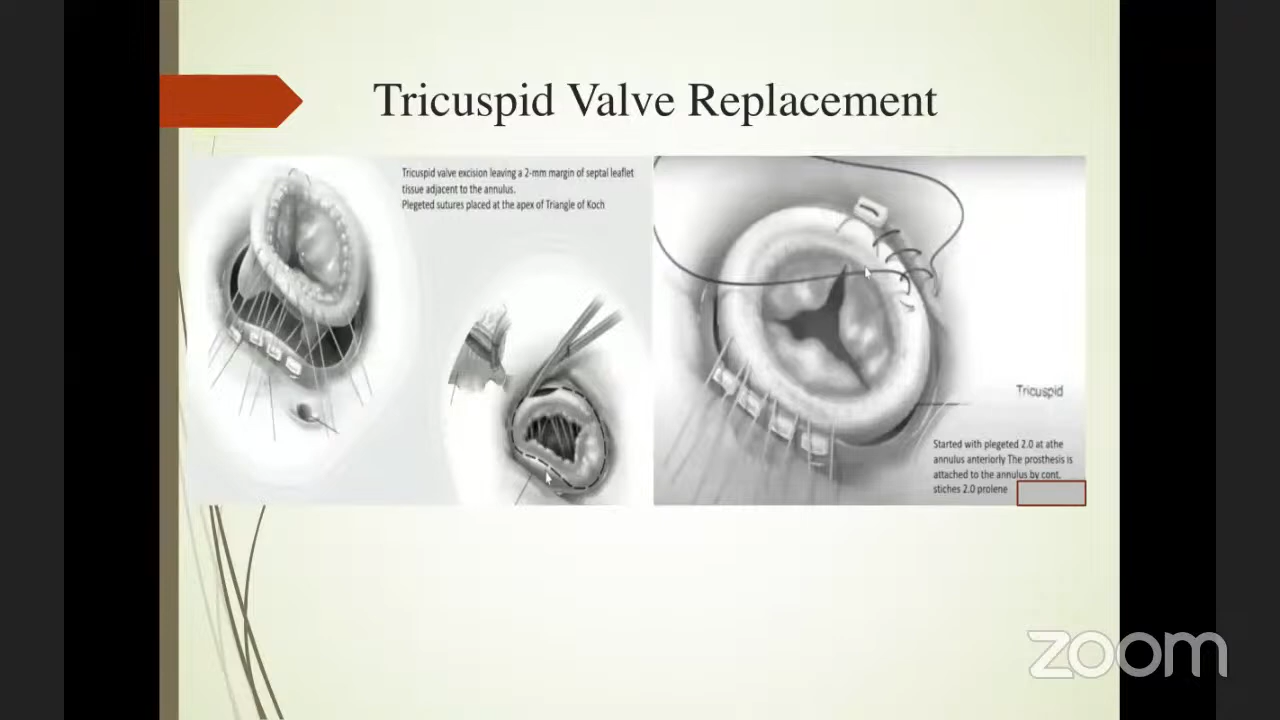 Tricuspid Valve Replacement
Tricuspid valve excision leaving a 2-mm margin of septal leaflet
tissue adjacent to the annulus.
Plegeted sutures placed at the apex of Triangle of Koch
Tricuspid
Started with plegeted 2.0 at athe
annulus anteriorly The prosthesis is
attached to the annulus by cont.
stiches 2.0 prolene
zoom